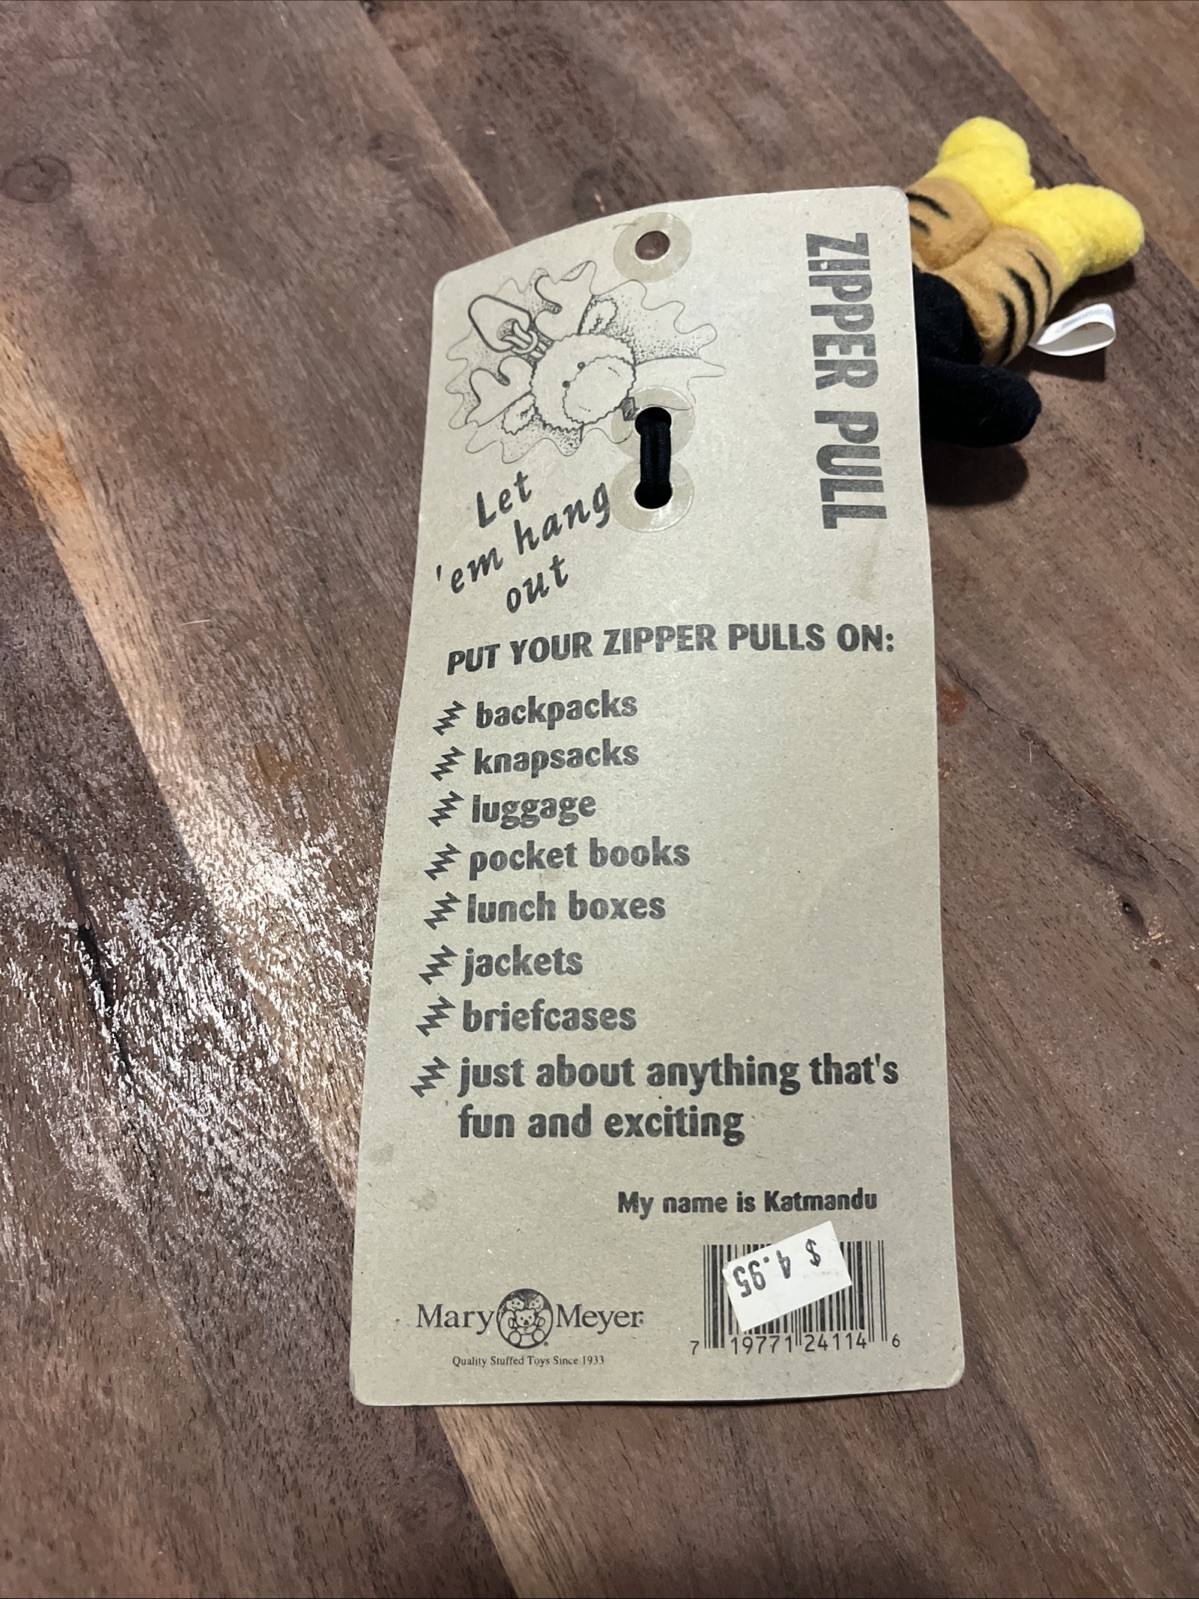 ZIPPER PULL
Let
'em hang
out
PUT YOUR ZIPPER PULLS ON:
backpacks
knapsacks
luggage
pocket books
lunch boxes
jackets
briefcases
just about anything that's
fun and exciting
My name is Katmandu
$ 4.95
Mary Meyer
Quality Stuffed Toys Since 1933
7 19771 24114 6